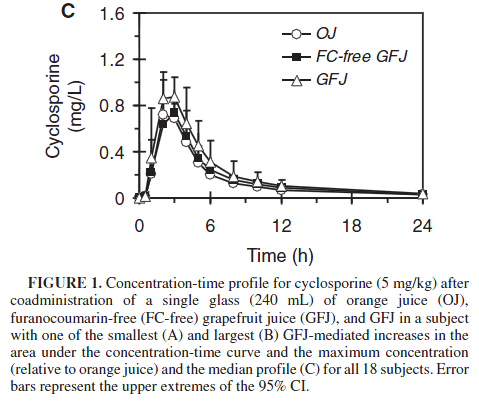 C
1.6
1.2
0.8
0.4
0
Cyclosporine
(mg/L)
OJ
FC-free GFJ
GFJ
0 6 12 18 24
Time (h)
FIGURE 1. Concentration-time profile for cyclosporine (5 mg/kg) after
coadministration of a single glass (240 mL) of orange juice (OJ),
furanocoumarin-free (FC-free) grapefruit juice (GFJ), and GFJ in a subject
with one of the smallest (A) and largest (B) GFJ-mediated increases in the
area under the concentration-time curve and the maximum concentration
(relative to orange juice) and the median profile (C) for all 18 subjects. Error
bars represent the upper extremes of the 95% CI.